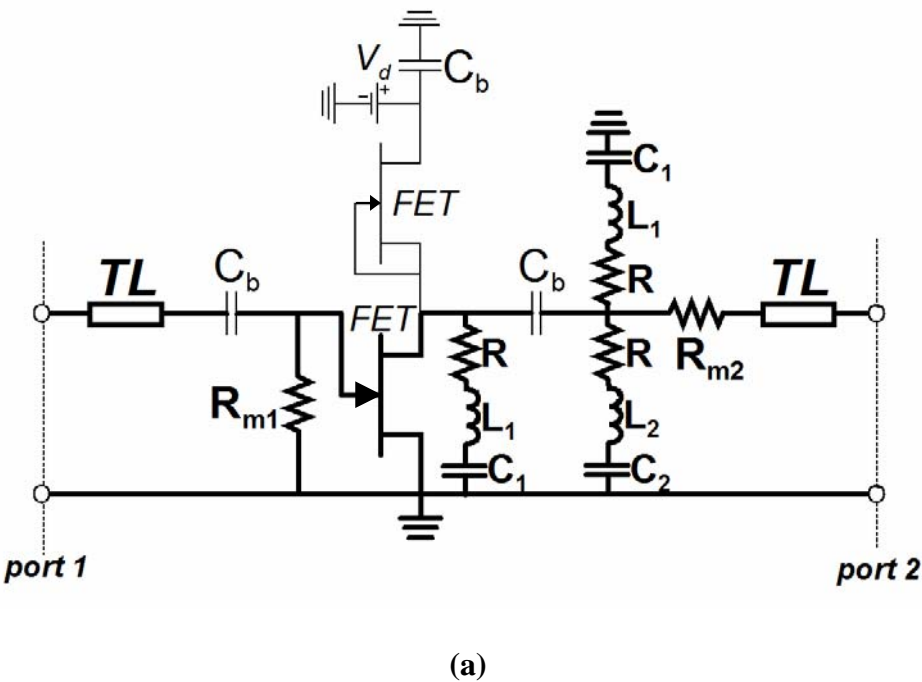 V_d
C_b
- +
C_1
FET
L_1
TL
C_b
C_b
R
TL
FET
R
R
R_m2
R_m1
L_1
L_2
C_1
C_2
port 1
port 2
(a)